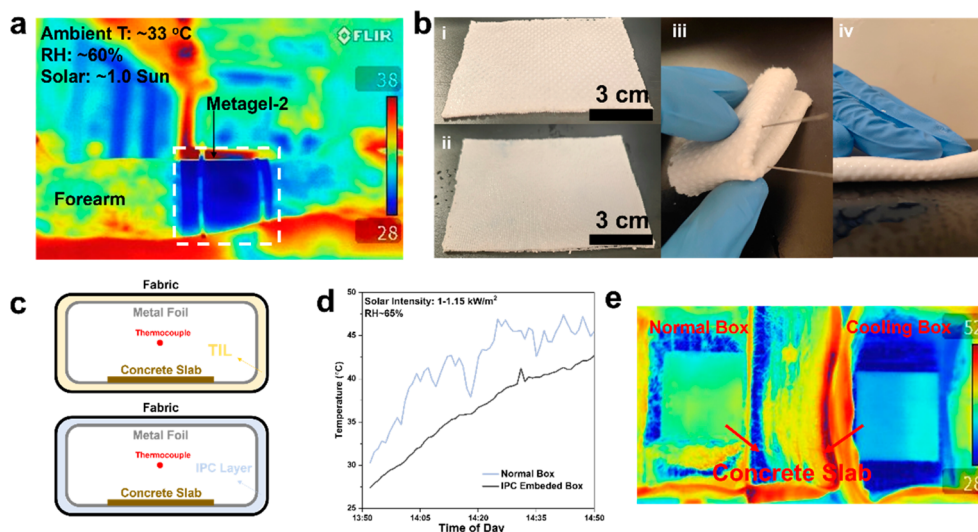 a
Ambient T: ~33 °C
RH: ~60%
Solar: ~1.0 Sun
FLIR
38
Metagel-2
Forearm
28
b
i
3 cm
ii
3 cm
iii
iv
c
Fabric
Metal Foil
Thermocouple
TIL
Concrete Slab
Fabric
Metal Foil
Thermocouple
IPC Layer
Concrete Slab
d
Solar Intensity: 1-1.15 kW/m²
RH~65%
Temperature (°C)
50
45
40
35
30
25
Normal Box
IPC Embeded Box
13:50
14:05
14:20
14:35
14:50
Time of Day
e
Normal Box
Cooling Box
52
Concrete Slab
28